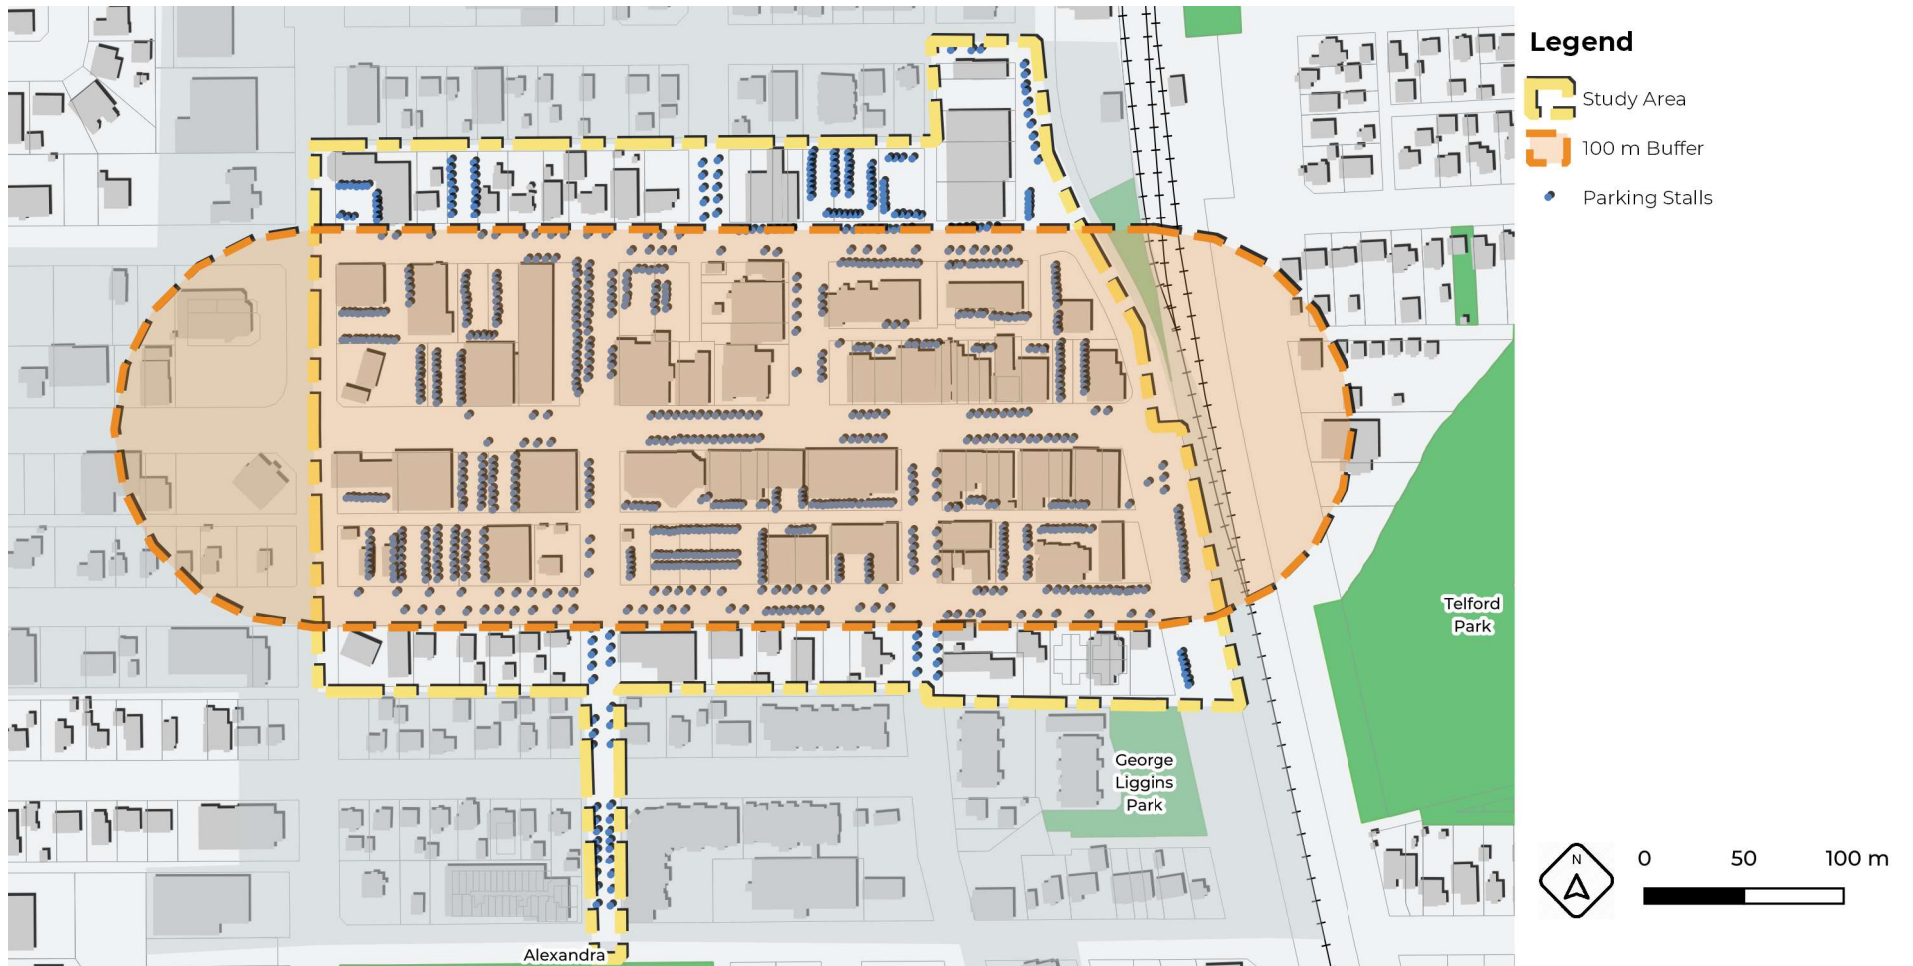 Legend
Study Area
100 m Buffer
Parking Stalls
Telford
Park
George
Liggins
Park
Alexandra
N
0 50 100 m